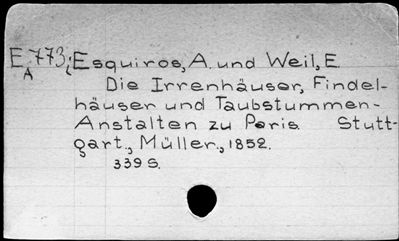 E.773; Esquiros, A. und Weil, E.
A
Die Irrenhäuser, Findel-
häuser und Taubstummen-
Anstalten zu Paris. Stutt-
gart, Müller, 1852.
339 S.